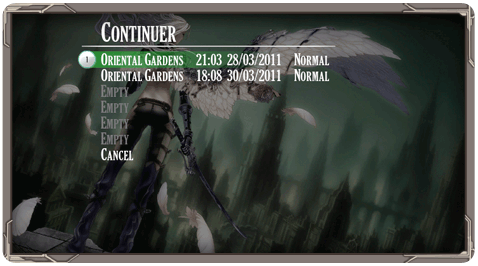 CONTINUER
1 ORIENTAL GARDENS 21:03 28/03/2011 NORMAL
ORIENTAL GARDENS 18:08 30/03/2011 NORMAL
EMPTY
EMPTY
EMPTY
EMPTY
CANCEL